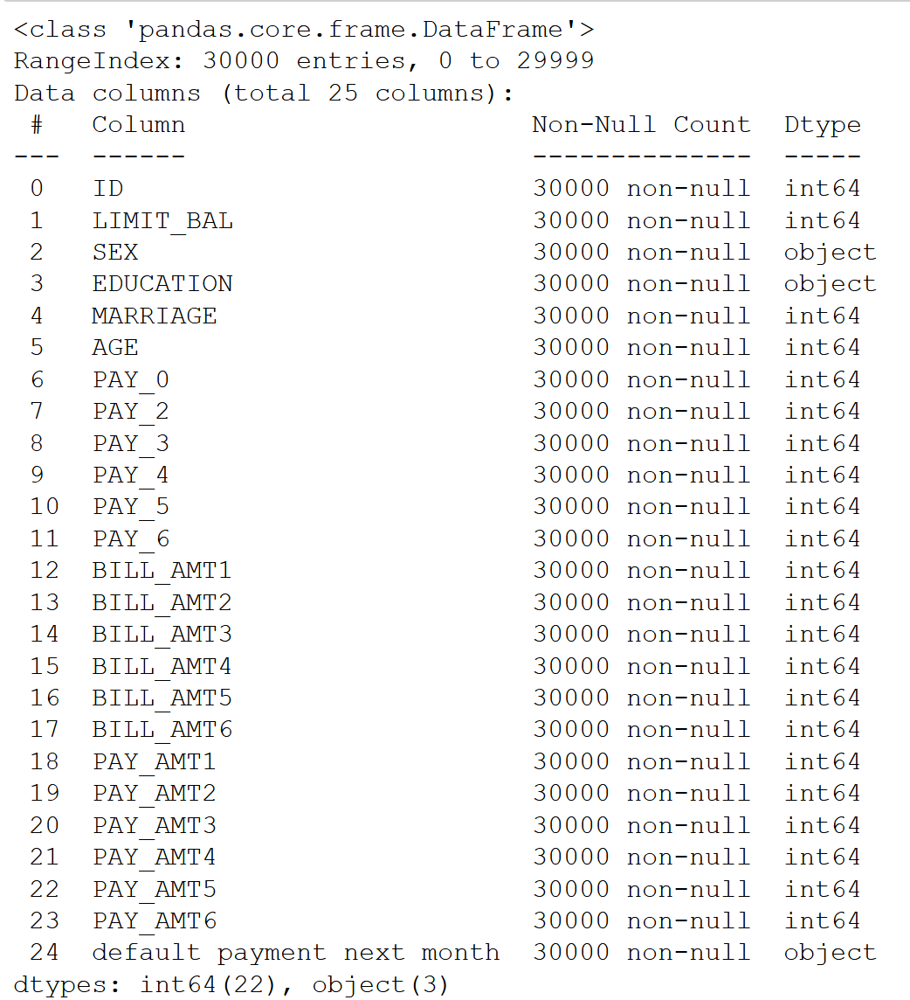 <class 'pandas.core.frame.DataFrame'>
RangeIndex: 30000 entries, 0 to 29999
Data columns (total 25 columns):
 #   Column                      Non-Null Count  Dtype
---  ------                      --------------  -----
 0   ID                          30000 non-null  int64
 1   LIMIT_BAL                   30000 non-null  int64
 2   SEX                         30000 non-null  object
 3   EDUCATION                   30000 non-null  object
 4   MARRIAGE                    30000 non-null  int64
 5   AGE                         30000 non-null  int64
 6   PAY_0                       30000 non-null  int64
 7   PAY_2                       30000 non-null  int64
 8   PAY_3                       30000 non-null  int64
 9   PAY_4                       30000 non-null  int64
 10  PAY_5                       30000 non-null  int64
 11  PAY_6                       30000 non-null  int64
 12  BILL_AMT1                   30000 non-null  int64
 13  BILL_AMT2                   30000 non-null  int64
 14  BILL_AMT3                   30000 non-null  int64
 15  BILL_AMT4                   30000 non-null  int64
 16  BILL_AMT5                   30000 non-null  int64
 17  BILL_AMT6                   30000 non-null  int64
 18  PAY_AMT1                    30000 non-null  int64
 19  PAY_AMT2                    30000 non-null  int64
 20  PAY_AMT3                    30000 non-null  int64
 21  PAY_AMT4                    30000 non-null  int64
 22  PAY_AMT5                    30000 non-null  int64
 23  PAY_AMT6                    30000 non-null  int64
 24  default payment next month  30000 non-null  object
dtypes: int64(22), object(3)